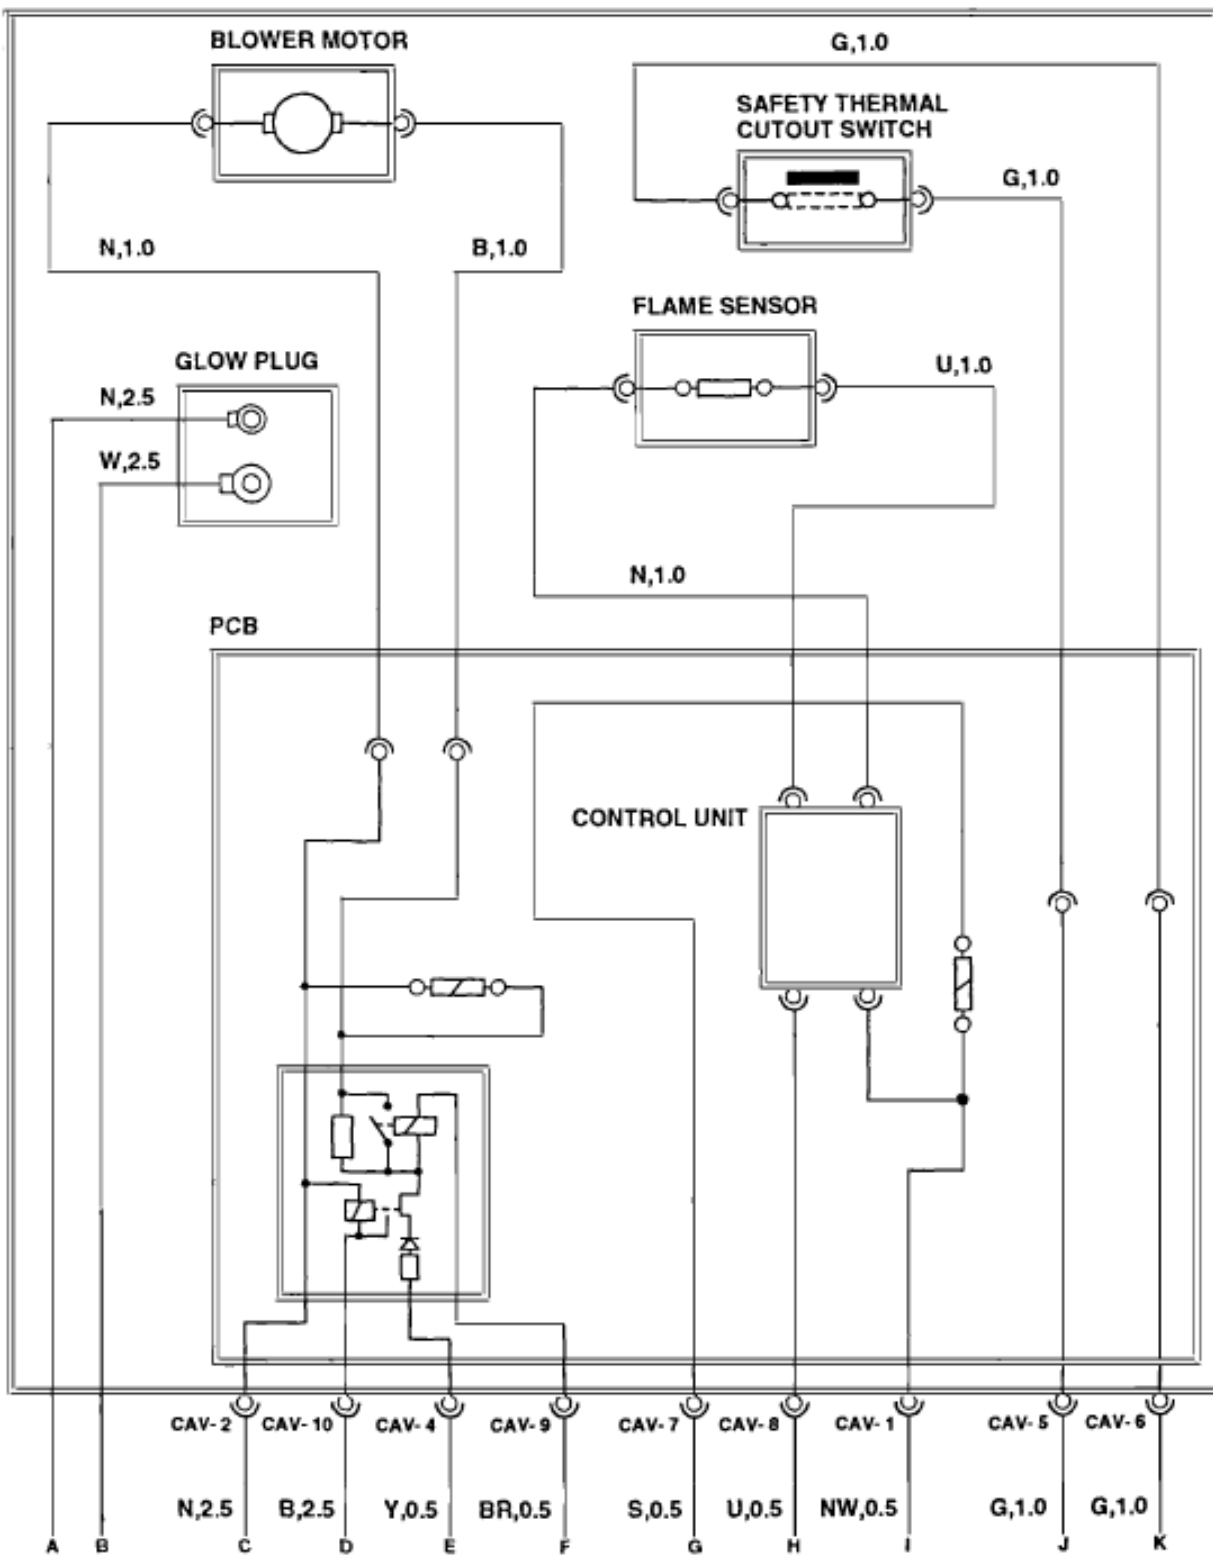 BLOWER MOTOR
G,1.0
SAFETY THERMAL
CUTOUT SWITCH
G,1.0
N,1.0
B,1.0
FLAME SENSOR
GLOW PLUG
U,1.0
N,2.5
W,2.5
N,1.0
PCB
CONTROL UNIT
CAV-2 CAV-10 CAV-4 CAV-9 CAV-7 CAV-8 CAV-1 CAV-5 CAV-6
N,2.5 B,2.5 Y,0.5 BR,0.5 S,0.5 U,0.5 NW,0.5 G,1.0 G,1.0
A B C D E F G H I J K